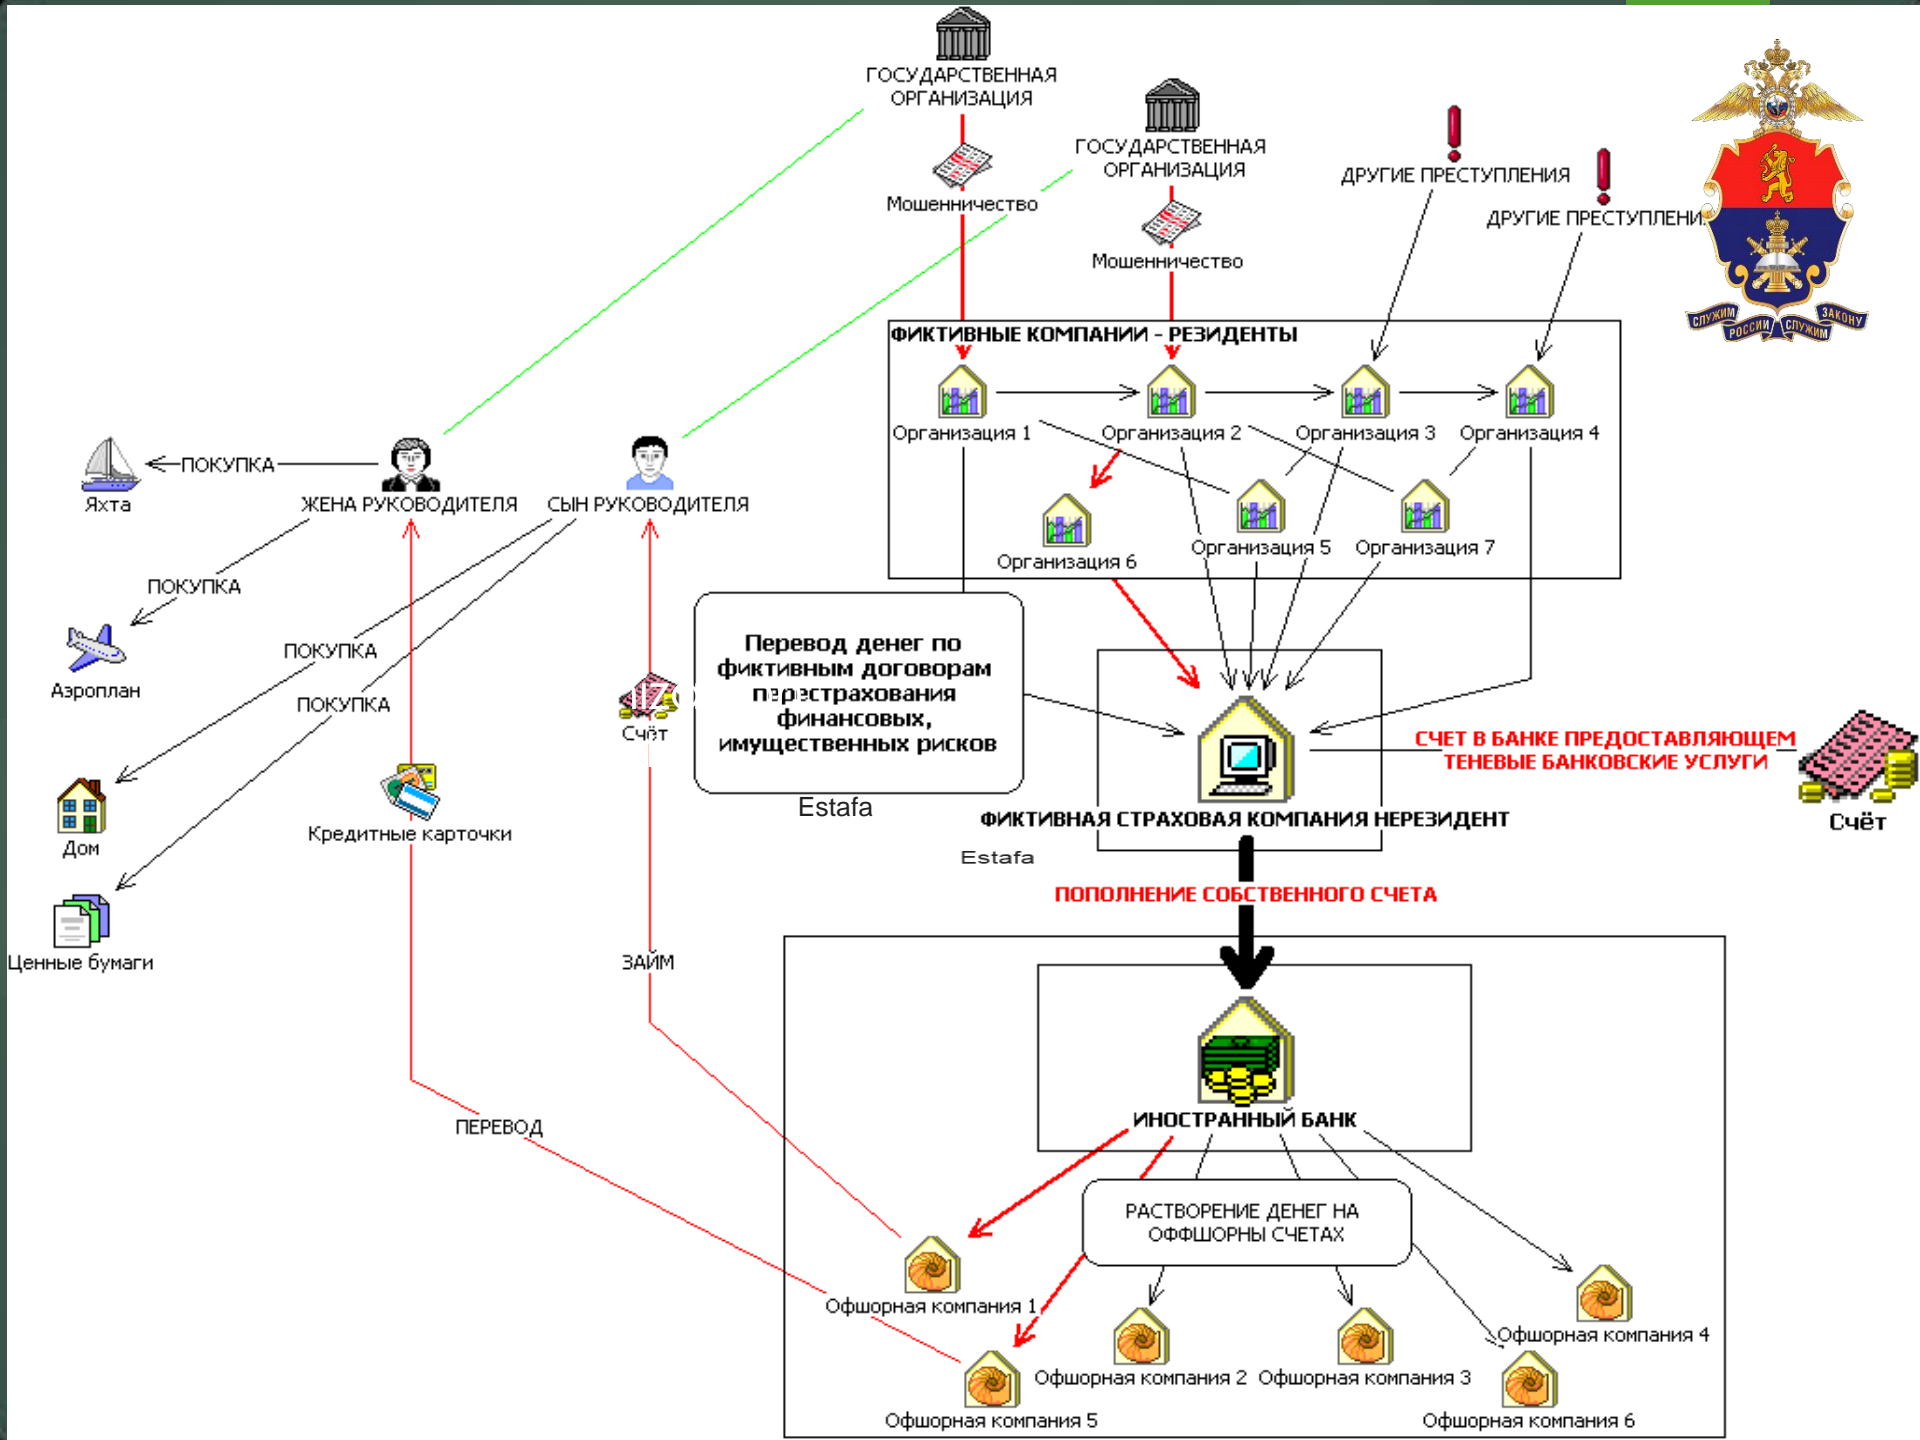 ГОСУДАРСТВЕННАЯ
ОРГАНИЗАЦИЯ
ГОСУДАРСТВЕННАЯ
ОРГАНИЗАЦИЯ
Мошенничество
Мошенничество
ДРУГИЕ ПРЕСТУПЛЕНИЯ
ДРУГИЕ ПРЕСТУПЛЕНИ
СЛУЖИМ РОССИИ СЛУЖИМ ЗАКОНУ
ФИКТИВНЫЕ КОМПАНИИ - РЕЗИДЕНТЫ
Организация 1
Организация 2
Организация 3
Организация 4
Организация 6
Организация 5
Организация 7
ПОКУПКА
Яхта
ЖЕНА РУКОВОДИТЕЛЯ
СЫН РУКОВОДИТЕЛЯ
ПОКУПКА
Аэроплан
ПОКУПКА
ПОКУПКА
Дом
Ценные бумаги
Кредитные карточки
Счёт
Перевод денег по
фиктивным договорам
перестрахования
финансовых,
имущественных рисков
Estafa
Estafa
СЧЕТ В БАНКЕ ПРЕДОСТАВЛЯЮЩЕМ
ТЕНЕВЫЕ БАНКОВСКИЕ УСЛУГИ
Счёт
ФИКТИВНАЯ СТРАХОВАЯ КОМПАНИЯ НЕРЕЗИДЕНТ
ПОПОЛНЕНИЕ СОБСТВЕННОГО СЧЕТА
ЗАЙМ
ПЕРЕВОД
ИНОСТРАННЫЙ БАНК
РАСТВОРЕНИЕ ДЕНЕГ НА
ОФФШОРНЫ СЧЕТАХ
Офшорная компания 1
Офшорная компания 4
Офшорная компания 2
Офшорная компания 3
Офшорная компания 5
Офшорная компания 6